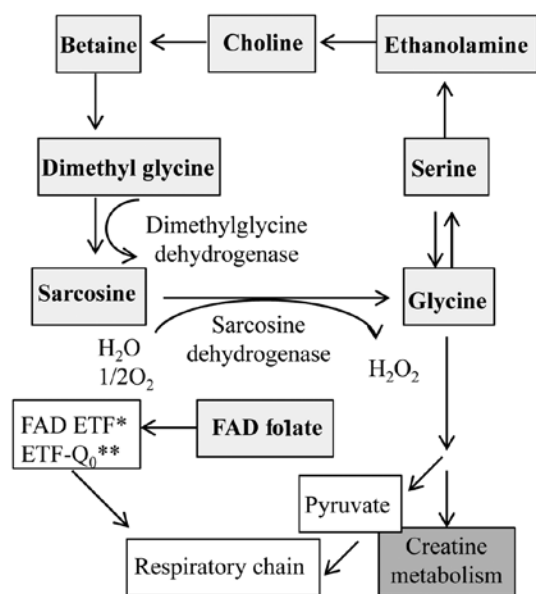 Betaine
Choline
Ethanolamine
Dimethyl glycine
Serine
Dimethylglycine
dehydrogenase
Sarcosine
Glycine
Sarcosine
dehydrogenase
H₂O
1/2O₂
H₂O₂
FAD ETF*
ETF-Q₀**
FAD folate
Pyruvate
Respiratory chain
Creatine
metabolism